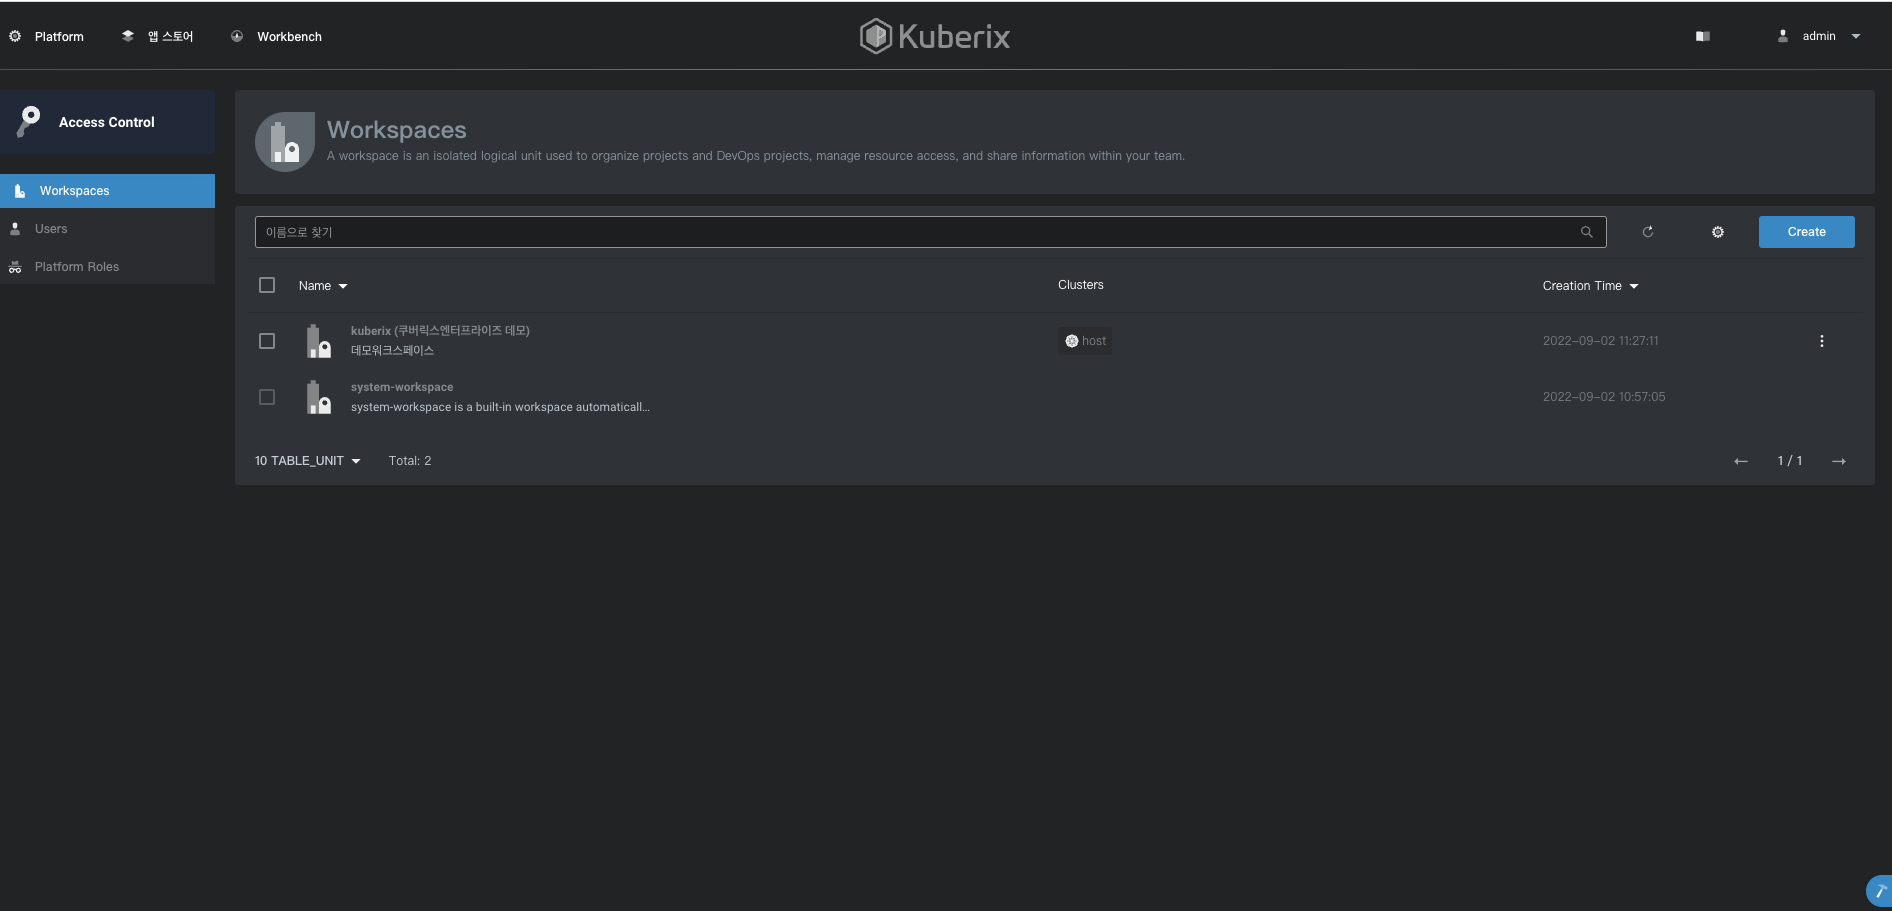 Platform
앱 스토어
Workbench
Kuberix
admin
Access Control
Workspaces
Users
Platform Roles
Workspaces
A workspace is an isolated logical unit used to organize projects and DevOps projects, manage resource access, and share information within your team.
이름으로 찾기
Create
Name
Clusters
Creation Time
kuberix (쿠버릭스엔터프라이즈 데모)
데모워크스페이스
host
2022-09-02 11:27:11
system-workspace
system-workspace is a built-in workspace automaticall...
2022-09-02 10:57:05
10 TABLE_UNIT
Total: 2
1 / 1